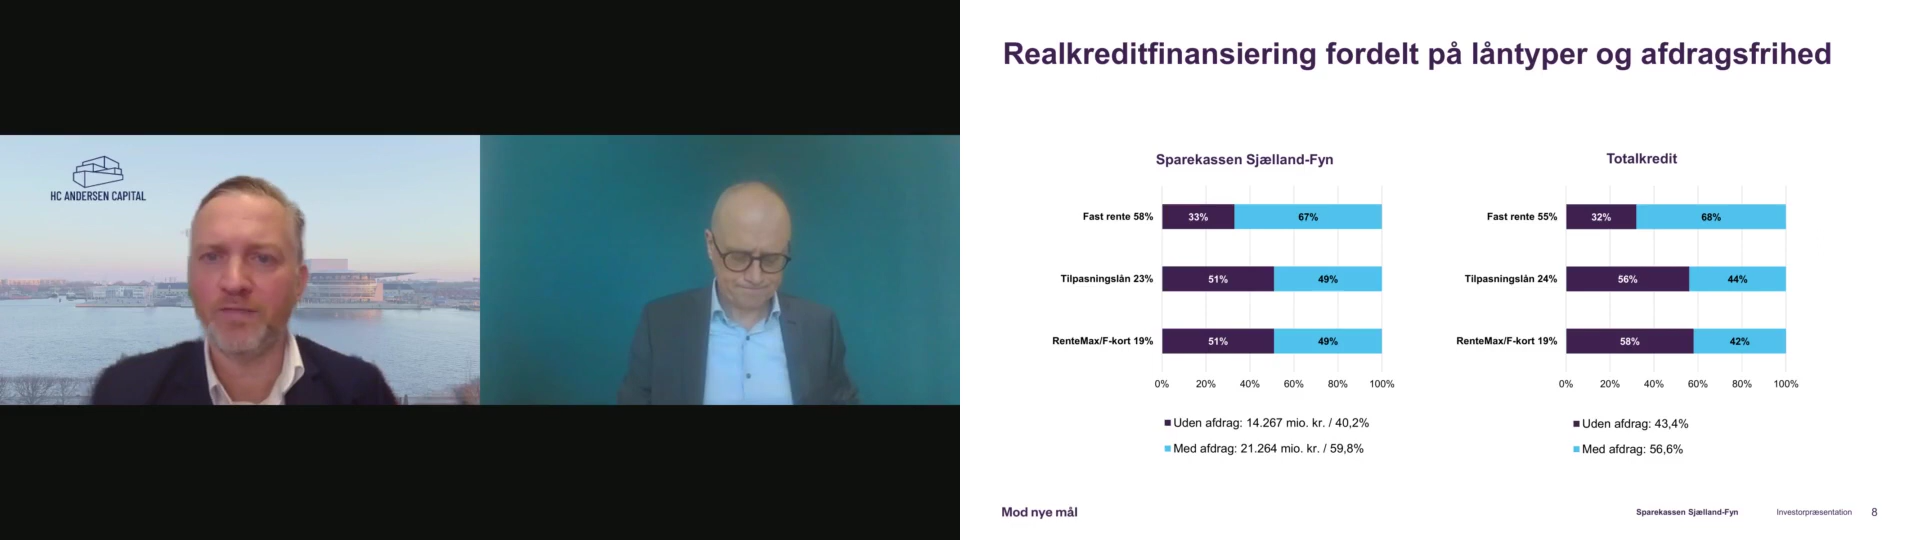 HC ANDERSEN CAPITAL
Realkreditfinansiering fordelt på låntyper og afdragsfrihed
Sparekassen Sjælland-Fyn
Fast rente 58% 33% 67%
Tilpasningslån 23% 51% 49%
RenteMax/F-kort 19% 51% 49%
0% 20% 40% 60% 80% 100%
Uden afdrag: 14.267 mio. kr. / 40,2%
Med afdrag: 21.264 mio. kr. / 59,8%
Totalkredit
Fast rente 55% 32% 68%
Tilpasningslån 24% 56% 44%
RenteMax/F-kort 19% 58% 42%
0% 20% 40% 60% 80% 100%
Uden afdrag: 43,4%
Med afdrag: 56,6%
Mod nye mål
Sparekassen Sjælland-Fyn Investorpræsentation 8